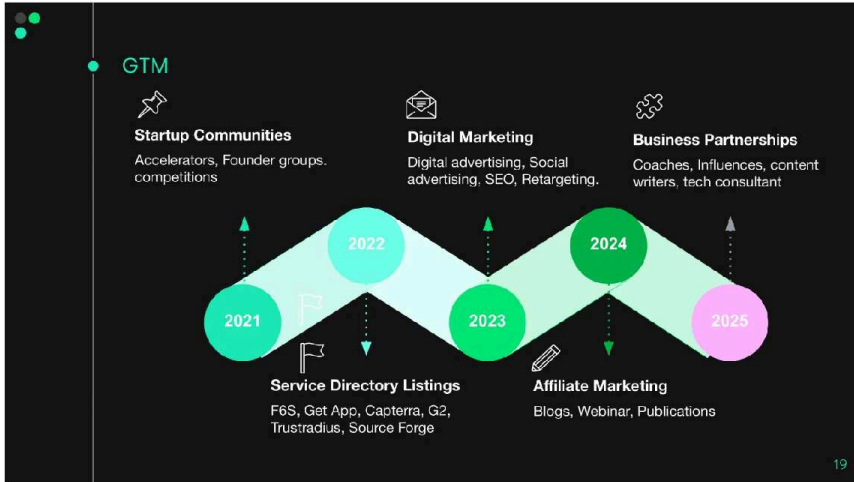 GTM
Startup Communities
Accelerators, Founder groups.
competitions
Digital Marketing
Digital advertising, Social
advertising, SEO, Retargeting.
Business Partnerships
Coaches, Influences, content
writers, tech consultant
2021
2022
2023
2024
2025
Service Directory Listings
F6S, Get App, Capterra, G2,
Trustradius, Source Forge
Affiliate Marketing
Blogs, Webinar, Publications
19